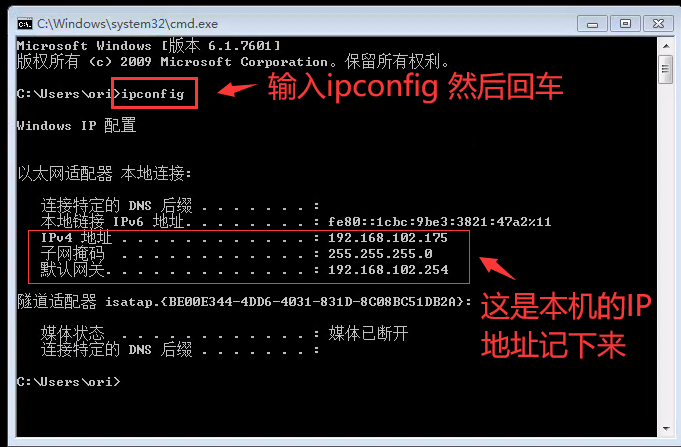 C:\Windows\system32\cmd.exe
Microsoft Windows [版本 6.1.7601]
版权所有 (c) 2009 Microsoft Corporation。保留所有权利。
C:\Users\ori>ipconfig
输入ipconfig 然后回车
Windows IP 配置
以太网适配器 本地连接:
连接特定的 DNS 后缀 . . . . . . . :
本地链接 IPv6 地址. . . . . . . . : fe80::1cbc:9be3:3821:47a2%11
IPv4 地址 . . . . . . . . . . . . : 192.168.102.175
子网掩码 . . . . . . . . . . . . : 255.255.255.0
默认网关. . . . . . . . . . . . . : 192.168.102.254
隧道适配器 isatap.{BE00E344-4DD6-4031-831D-8C08BC51DB2A}:
这是本机的IP
地址记下来
媒体状态 . . . . . . . . . . . . : 媒体已断开
连接特定的 DNS 后缀 . . . . . . . :
C:\Users\ori>